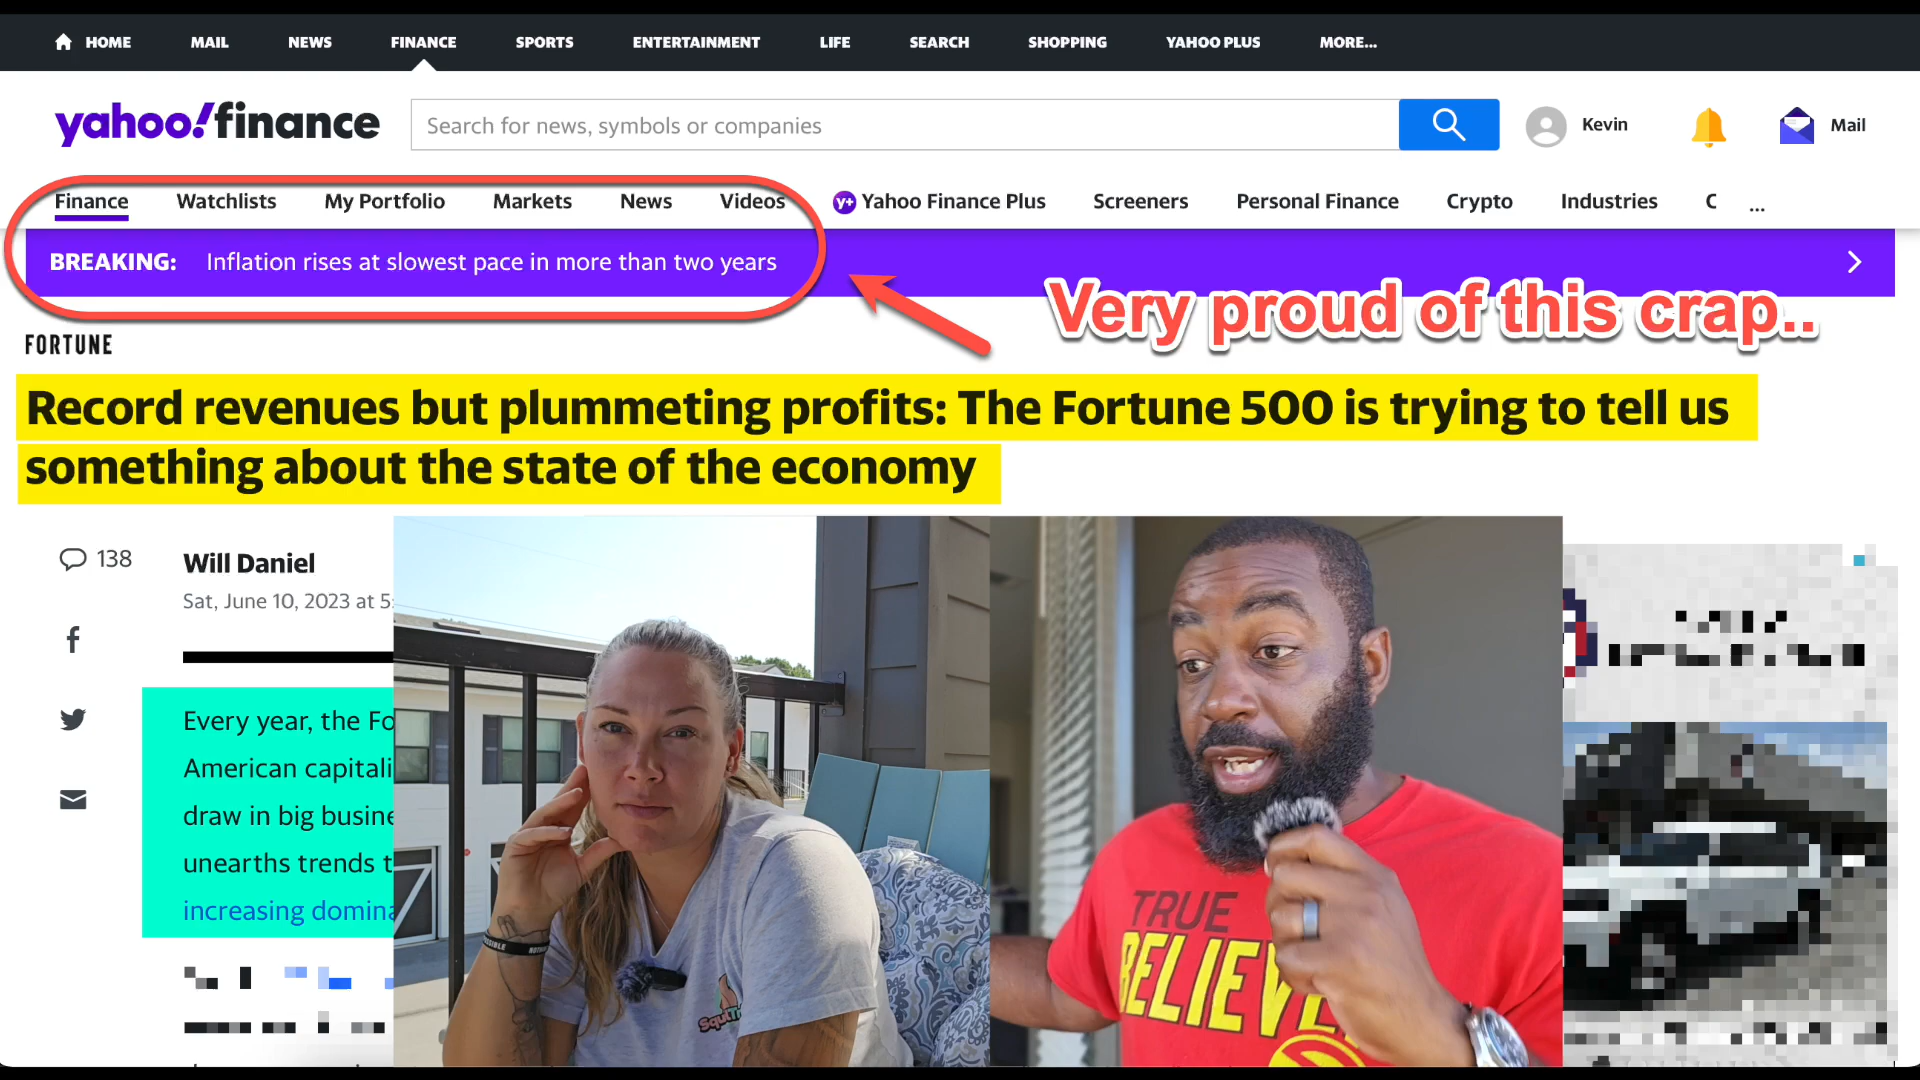 HOME MAIL NEWS FINANCE SPORTS ENTERTAINMENT LIFE SEARCH SHOPPING YAHOO PLUS MORE...
yahoo!finance
Search for news, symbols or companies
Kevin
Mail
Finance Watchlists My Portfolio Markets News Videos y+ Yahoo Finance Plus Screeners Personal Finance Crypto Industries C ...
BREAKING: Inflation rises at slowest pace in more than two years
Very proud of this crap..
FORTUNE
Record revenues but plummeting profits: The Fortune 500 is trying to tell us
something about the state of the economy
138
Will Daniel
Sat, June 10, 2023 at 5:
Every year, the Fo
American capitali
draw in big busine
unearths trends t
increasing domina
TRUE
BELIEVE